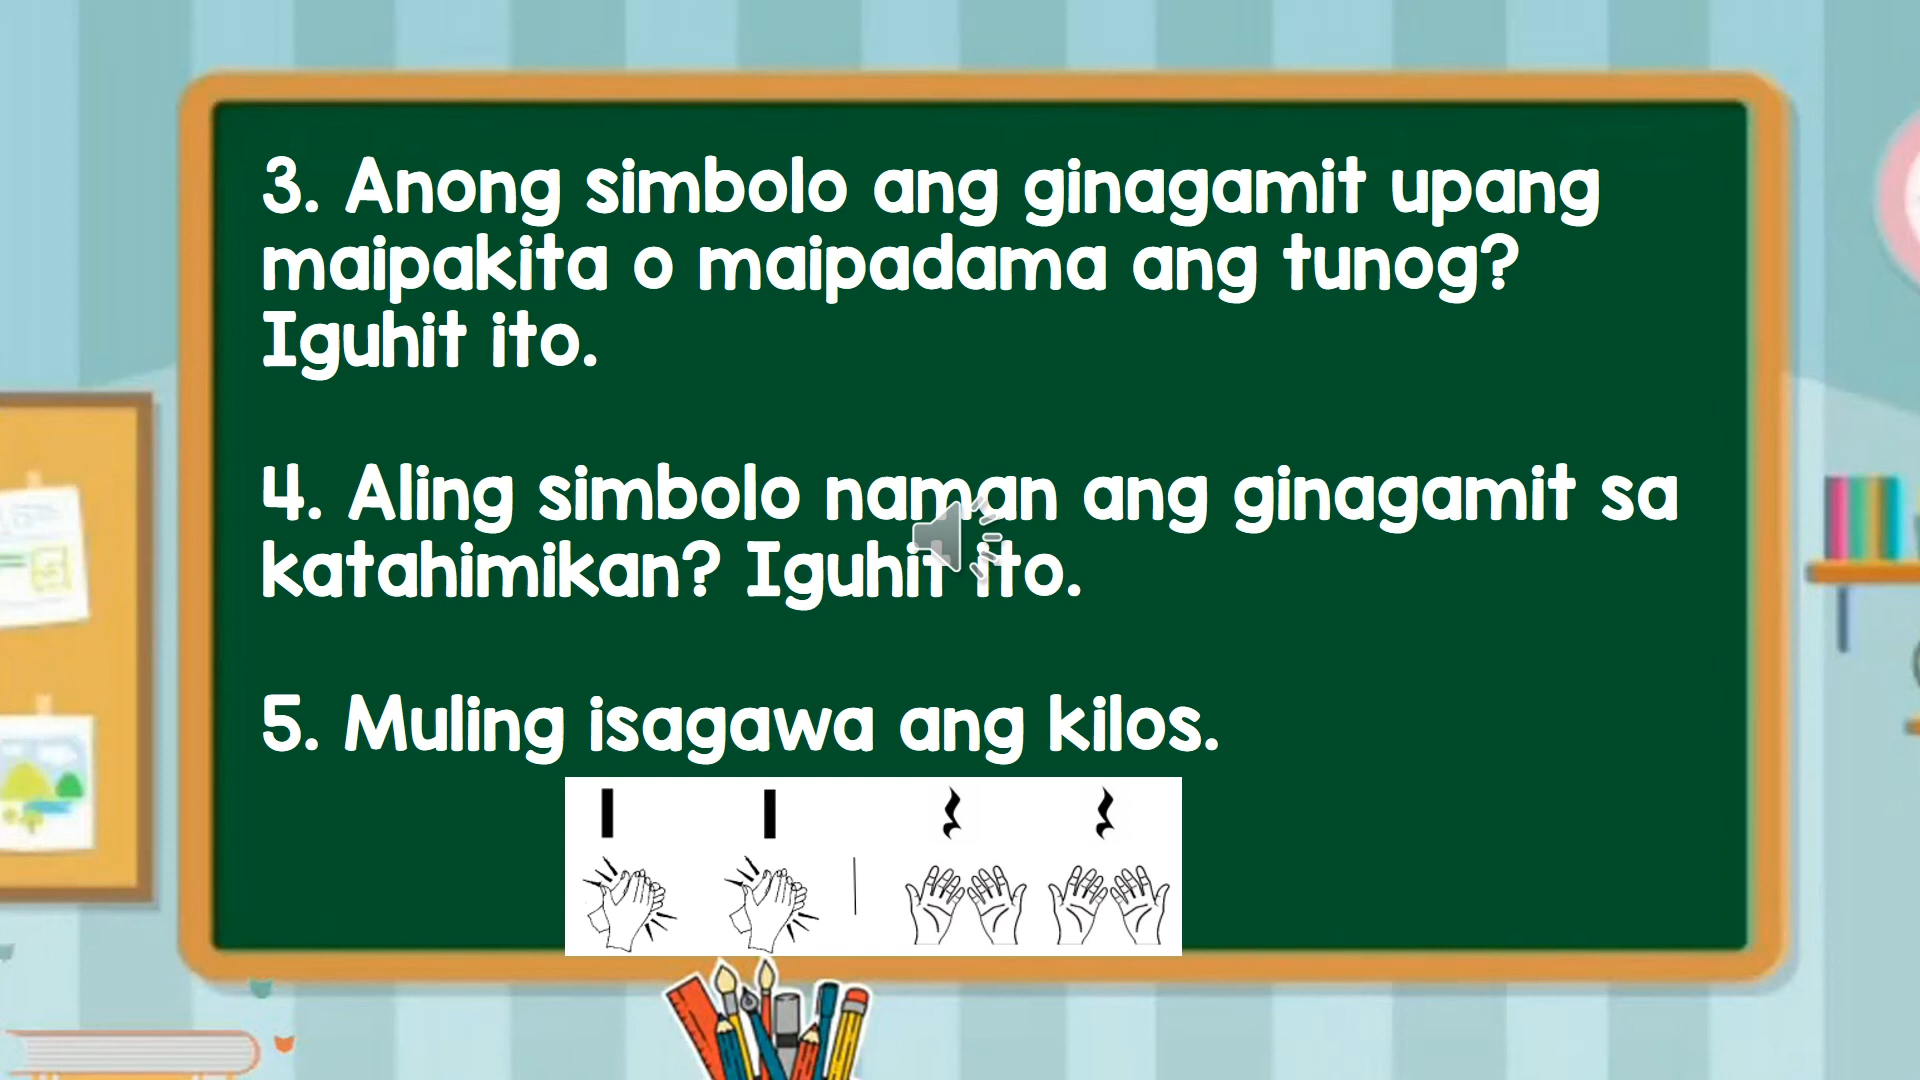 3. Anong simbolo ang ginagamit upang
maipakita o maipadama ang tunog?
Iguhit ito.
4. Aling simbolo naman ang ginagamit sa
katahimikan? Iguhit ito.
5. Muling isagawa ang kilos.